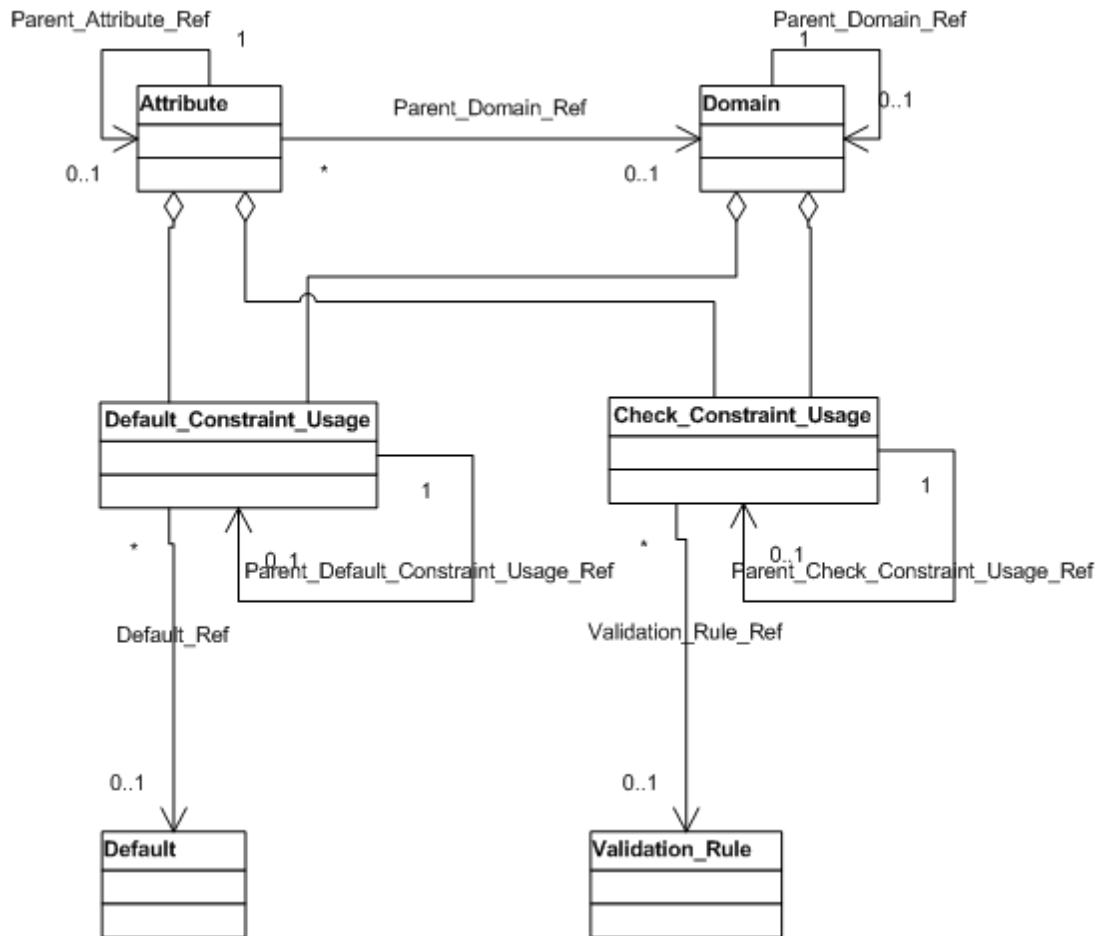 Parent_Attribute_Ref
Parent_Domain_Ref
1
1
Attribute
Parent_Domain_Ref
Domain
0..1
0..1
*
0..1
Default_Constraint_Usage
Check_Constraint_Usage
1
1
*
0..1
*
0..1
Parent_Default_Constraint_Usage_Ref
Parent_Check_Constraint_Usage_Ref
Default_Ref
Validation_Rule_Ref
0..1
0..1
Default
Validation_Rule